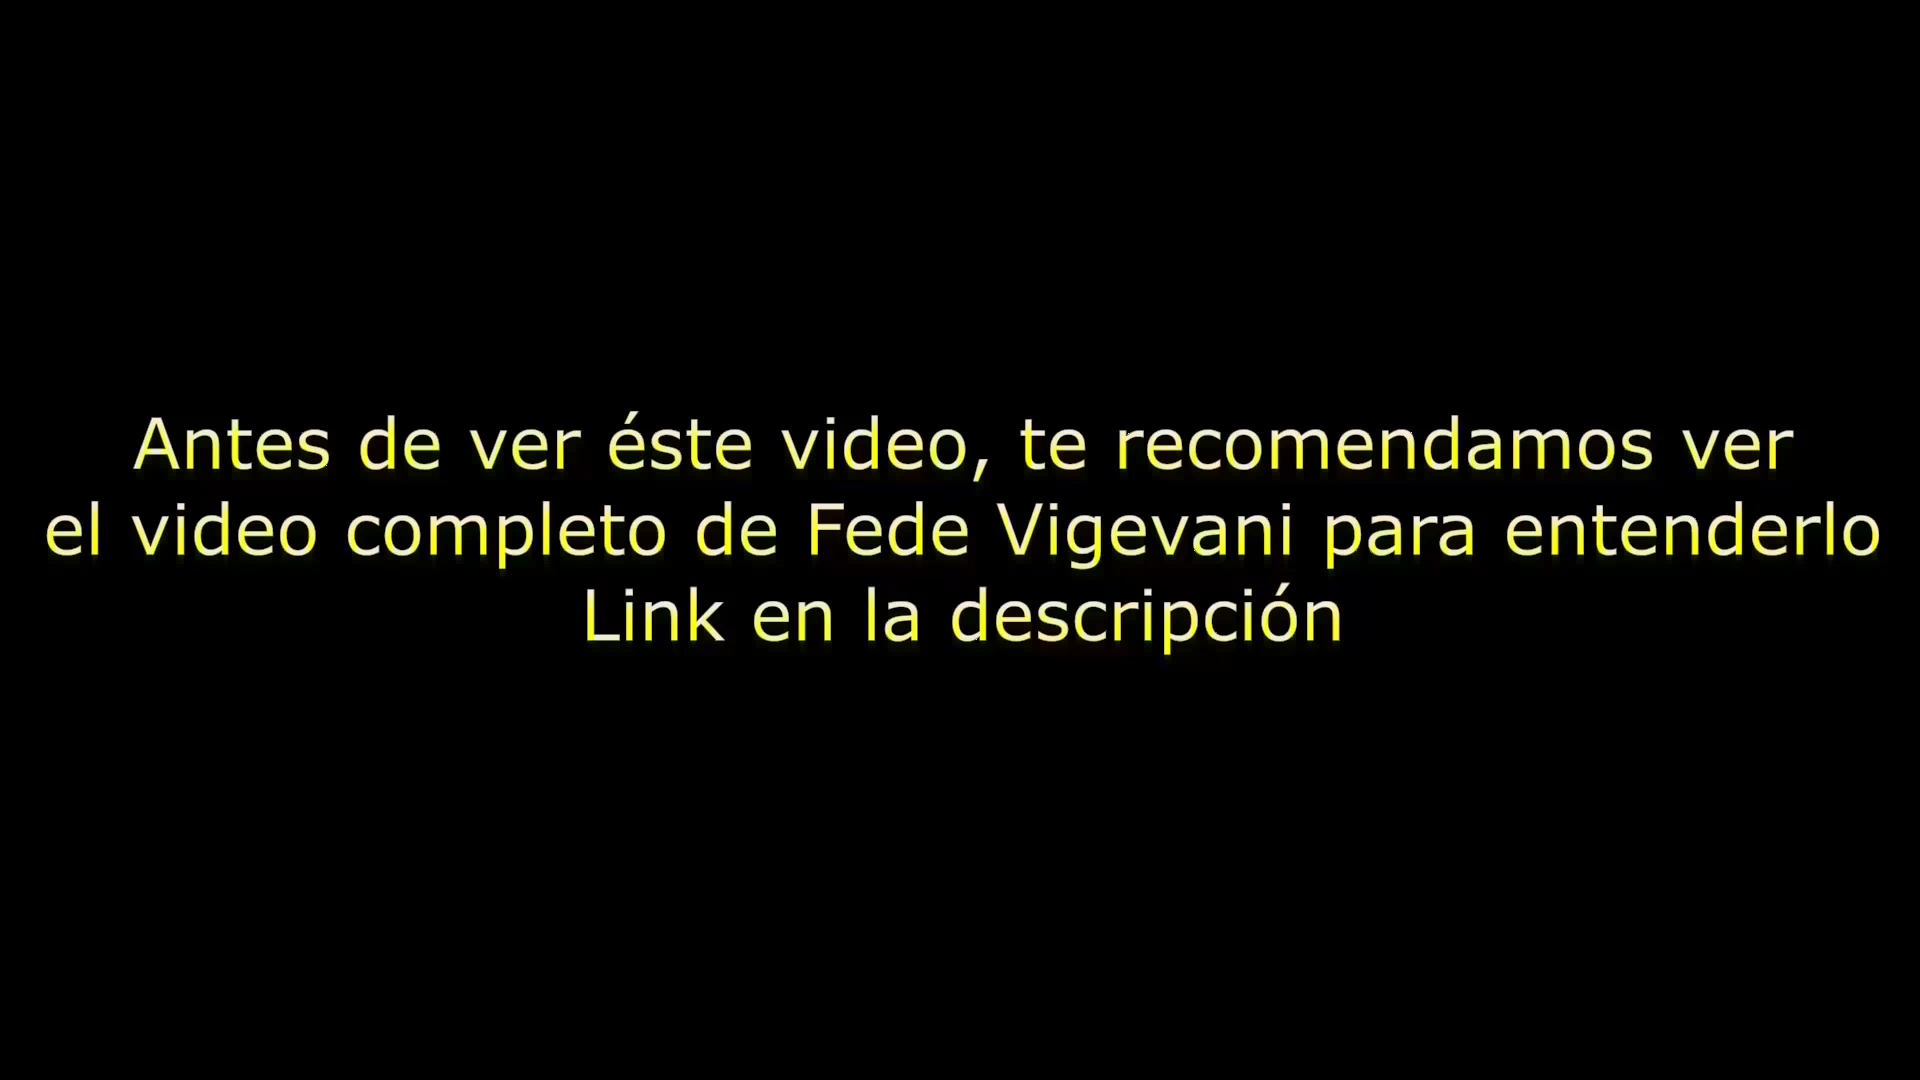 Antes de ver éste video, te recomendamos ver
el video completo de Fede Vigevani para entenderlo
Link en la descripción